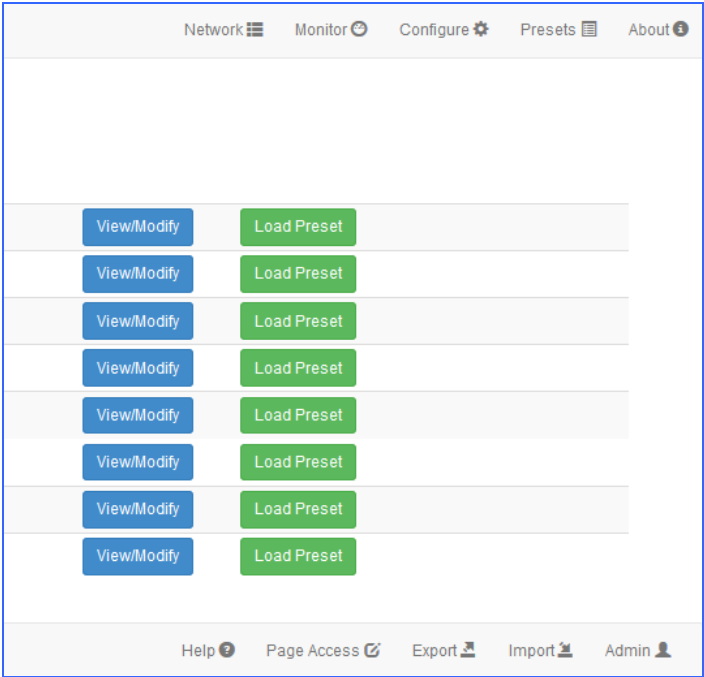 Network Monitor Configure Presets About
View/Modify Load Preset
View/Modify Load Preset
View/Modify Load Preset
View/Modify Load Preset
View/Modify Load Preset
View/Modify Load Preset
View/Modify Load Preset
View/Modify Load Preset
Help Page Access Export Import Admin